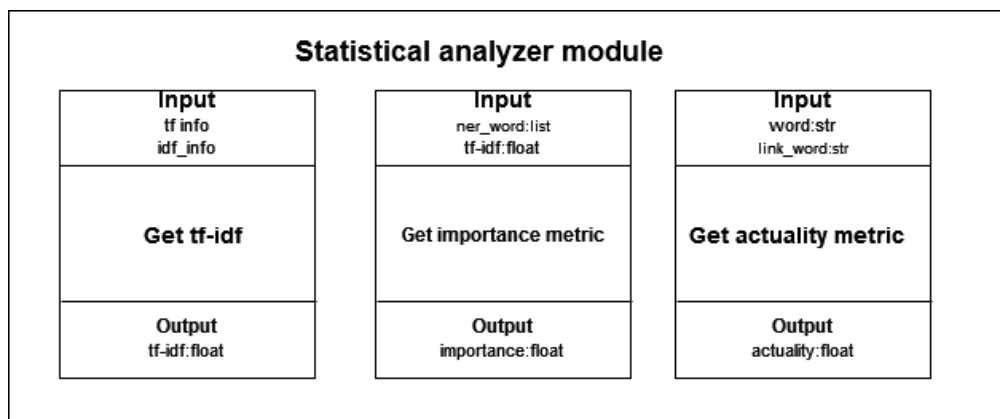 Statistical analyzer module
Input
tf info
idf_info
Get tf-idf
Output
tf-idf:float
Input
ner_word:list
tf-idf:float
Get importance metric
Output
importance:float
Input
word:str
link_word:str
Get actuality metric
Output
actuality:float